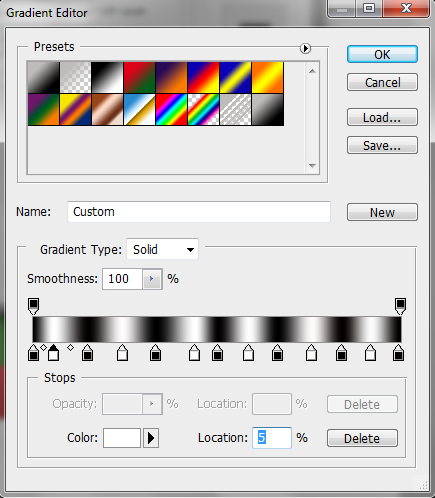 Gradient Editor
Presets
OK
Cancel
Load...
Save...
Name: Custom
New
Gradient Type: Solid
Smoothness: 100 %
Stops
Opacity: % Location: % Delete
Color: Location: 5 % Delete